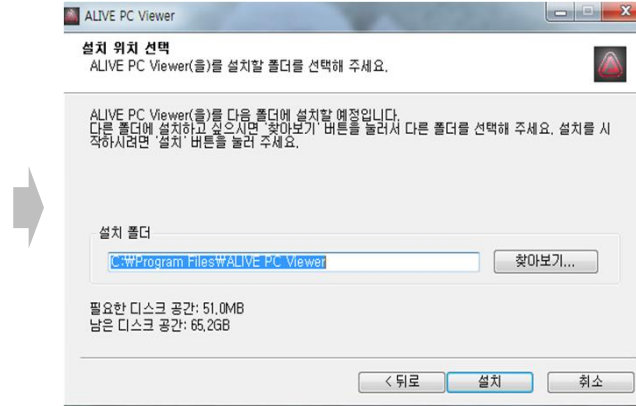 ALIVE PC Viewer
설치 위치 선택
ALIVE PC Viewer(을)를 설치할 폴더를 선택해 주세요.
ALIVE PC Viewer(을)를 다음 폴더에 설치할 예정입니다.
다른 폴더에 설치하고 싶으시면 '찾아보기' 버튼을 눌러서 다른 폴더를 선택해 주세요. 설치를 시
작하시려면 '설치' 버튼을 눌러 주세요.
설치 폴더
C:₩Program Files₩ALIVE PC Viewer
찾아보기...
필요한 디스크 공간: 51.0MB
남은 디스크 공간: 65.2GB
< 뒤로
설치
취소